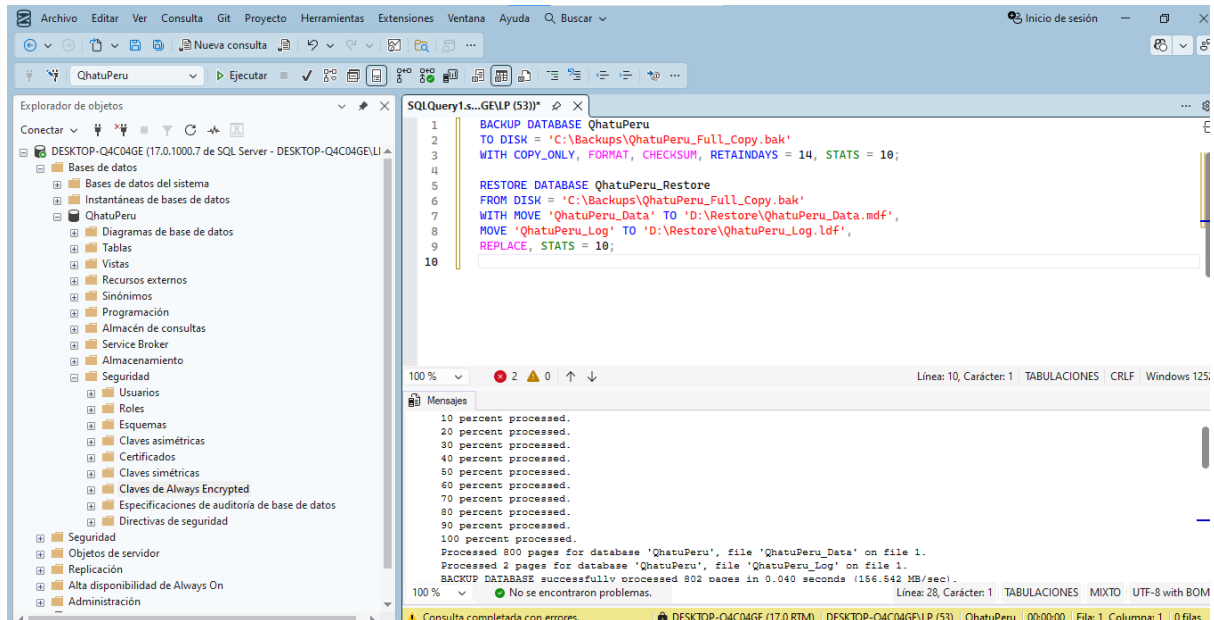 Archivo Editar Ver Consulta Git Proyecto Herramientas Extensiones Ventana Ayuda Buscar Inicio de sesión
Nueva consulta
QhatuPeru Ejecutar
Explorador de objetos
Conectar
DESKTOP-Q4C04GE (17.0.1000.7 de SQL Server - DESKTOP-Q4C04GE\LI
Bases de datos
Bases de datos del sistema
Instantáneas de bases de datos
QhatuPeru
Diagramas de base de datos
Tablas
Vistas
Recursos externos
Sinónimos
Programación
Almacén de consultas
Service Broker
Almacenamiento
Seguridad
Usuarios
Roles
Esquemas
Claves asimétricas
Certificados
Claves simétricas
Claves de Always Encrypted
Especificaciones de auditoría de base de datos
Directivas de seguridad
Seguridad
Objetos de servidor
Replicación
Alta disponibilidad de Always On
Administración
SQLQuery1.s...GE\LP (53))*
1 BACKUP DATABASE QhatuPeru
2 TO DISK = 'C:\Backups\QhatuPeru_Full_Copy.bak'
3 WITH COPY_ONLY, FORMAT, CHECKSUM, RETAINDAYS = 14, STATS = 10;
4
5 RESTORE DATABASE QhatuPeru_Restore
6 FROM DISK = 'C:\Backups\QhatuPeru_Full_Copy.bak'
7 WITH MOVE 'QhatuPeru_Data' TO 'D:\Restore\QhatuPeru_Data.mdf',
8 MOVE 'QhatuPeru_Log' TO 'D:\Restore\QhatuPeru_Log.ldf',
9 REPLACE, STATS = 10;
10
100 % 2 0 Línea: 10, Carácter: 1 TABULACIONES CRLF Windows 1252
Mensajes
10 percent processed.
20 percent processed.
30 percent processed.
40 percent processed.
50 percent processed.
60 percent processed.
70 percent processed.
80 percent processed.
90 percent processed.
100 percent processed.
Processed 800 pages for database 'QhatuPeru', file 'QhatuPeru_Data' on file 1.
Processed 2 pages for database 'QhatuPeru', file 'QhatuPeru_Log' on file 1.
BACKUP DATABASE successfully processed 802 pages in 0.040 seconds (156.542 MB/sec).
100 % No se encontraron problemas. Línea: 28, Carácter: 1 TABULACIONES MIXTO UTF-8 with BOM
Consulta completada con errores. DESKTOP-Q4C04GE (17.0 RTM) DESKTOP-Q4C04GE\LP (53) QhatuPeru 00:00:00 Fila: 1, Columna: 1 0 filas